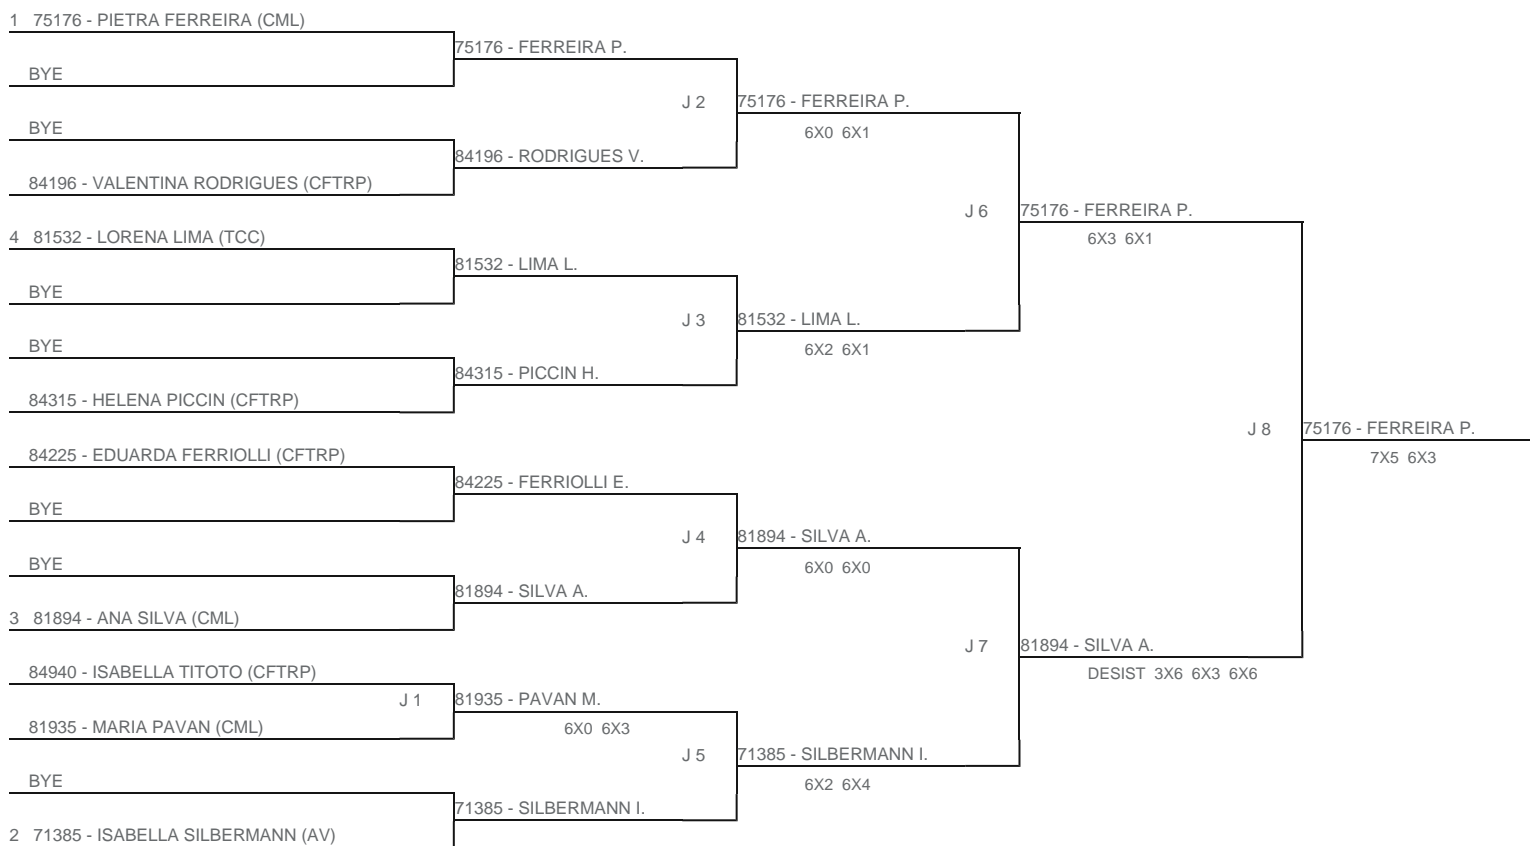 1 75176 - PIETRA FERREIRA (CML)
75176 - FERREIRA P.
BYE
J 2
75176 - FERREIRA P.
BYE
6X0 6X1
84196 - RODRIGUES V.
84196 - VALENTINA RODRIGUES (CFTRP)
J 6
75176 - FERREIRA P.
4 81532 - LORENA LIMA (TCC)
6X3 6X1
81532 - LIMA L.
BYE
J 3
81532 - LIMA L.
BYE
6X2 6X1
84315 - PICCIN H.
84315 - HELENA PICCIN (CFTRP)
J 8
75176 - FERREIRA P.
84225 - EDUARDA FERRIOLLI (CFTRP)
7X5 6X3
84225 - FERRIOLLI E.
BYE
J 4
81894 - SILVA A.
BYE
6X0 6X0
81894 - SILVA A.
3 81894 - ANA SILVA (CML)
J 7
81894 - SILVA A.
84940 - ISABELLA TITOTO (CFTRP)
DESIST 3X6 6X3 6X6
J 1
81935 - PAVAN M.
81935 - MARIA PAVAN (CML)
6X0 6X3
J 5
71385 - SILBERMANN I.
BYE
6X2 6X4
71385 - SILBERMANN I.
2 71385 - ISABELLA SILBERMANN (AV)